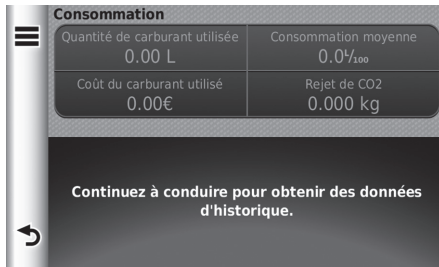 Consommation
Quantité de carburant utilisée
0.00 L
Consommation moyenne
0.0L/100
Coût du carburant utilisé
0.00€
Rejet de CO2
0.000 kg
Continuez à conduire pour obtenir des données
d'historique.